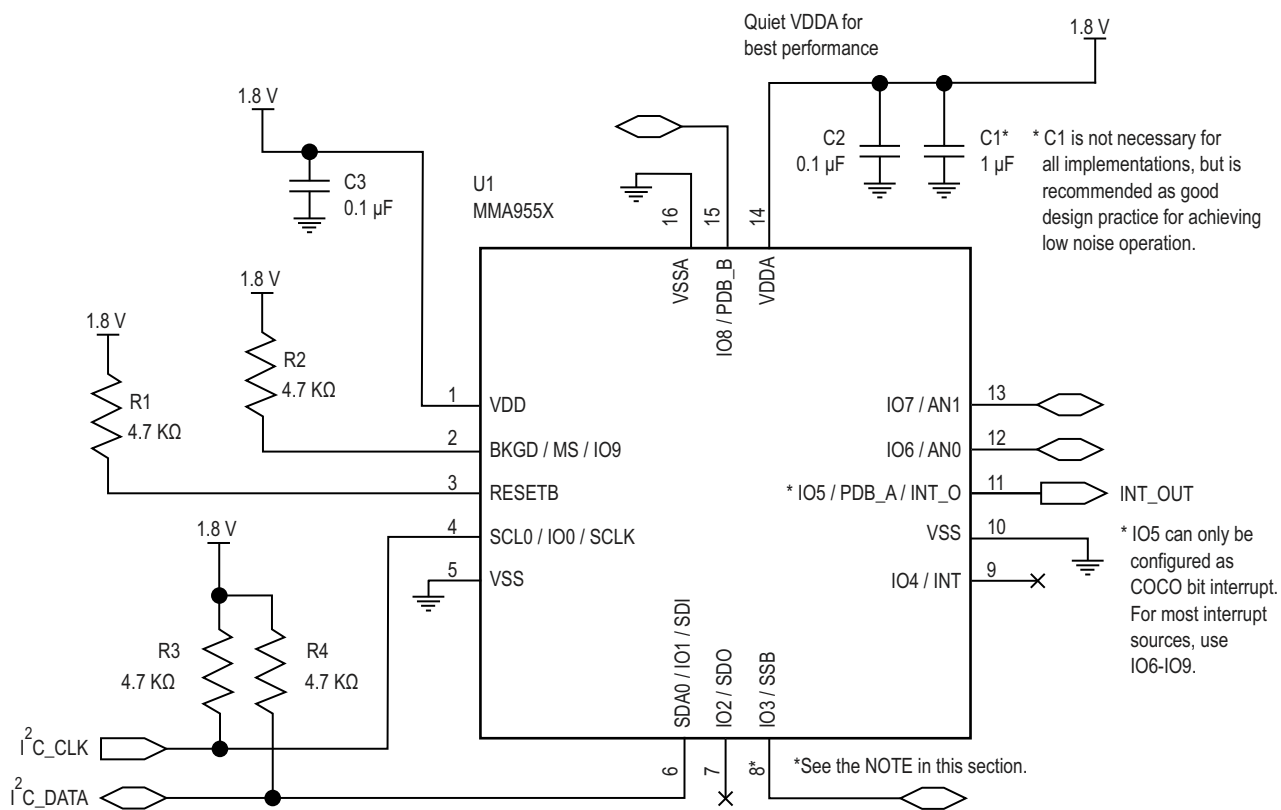 Quiet VDDA for
best performance
1.8 V
1.8 V
C2
0.1 µF
C1*
1 µF
* C1 is not necessary for
all implementations, but is
recommended as good
design practice for achieving
low noise operation.
C3
0.1 µF
U1
MMA955X
16
15
14
VSSA
IO8 / PDB_B
VDDA
1.8 V
1.8 V
R2
4.7 KΩ
R1
4.7 KΩ
1
VDD
2
BKGD / MS / IO9
3
RESETB
4
SCL0 / IO0 / SCLK
5
VSS
IO7 / AN1
13
IO6 / AN0
12
* IO5 / PDB_A / INT_O
11
INT_OUT
VSS
10
IO4 / INT
9
* IO5 can only be
configured as
COCO bit interrupt.
For most interrupt
sources, use
IO6-IO9.
1.8 V
R3
4.7 KΩ
R4
4.7 KΩ
SDA0 / IO1 / SDI
IO2 / SDO
IO3 / SSB
6
7
8*
*See the NOTE in this section.
I²C_CLK
I²C_DATA